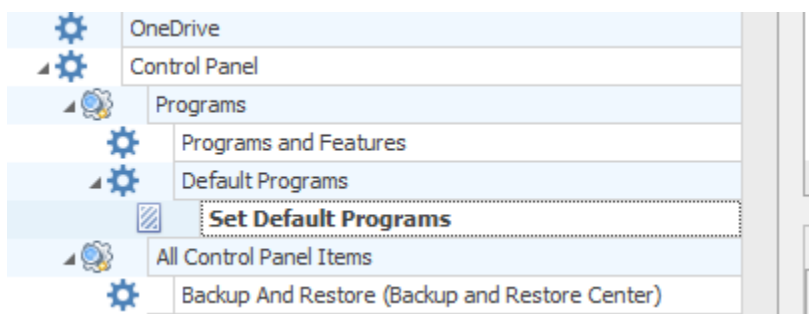 OneDrive
Control Panel
Programs
Programs and Features
Default Programs
Set Default Programs
All Control Panel Items
Backup And Restore (Backup and Restore Center)